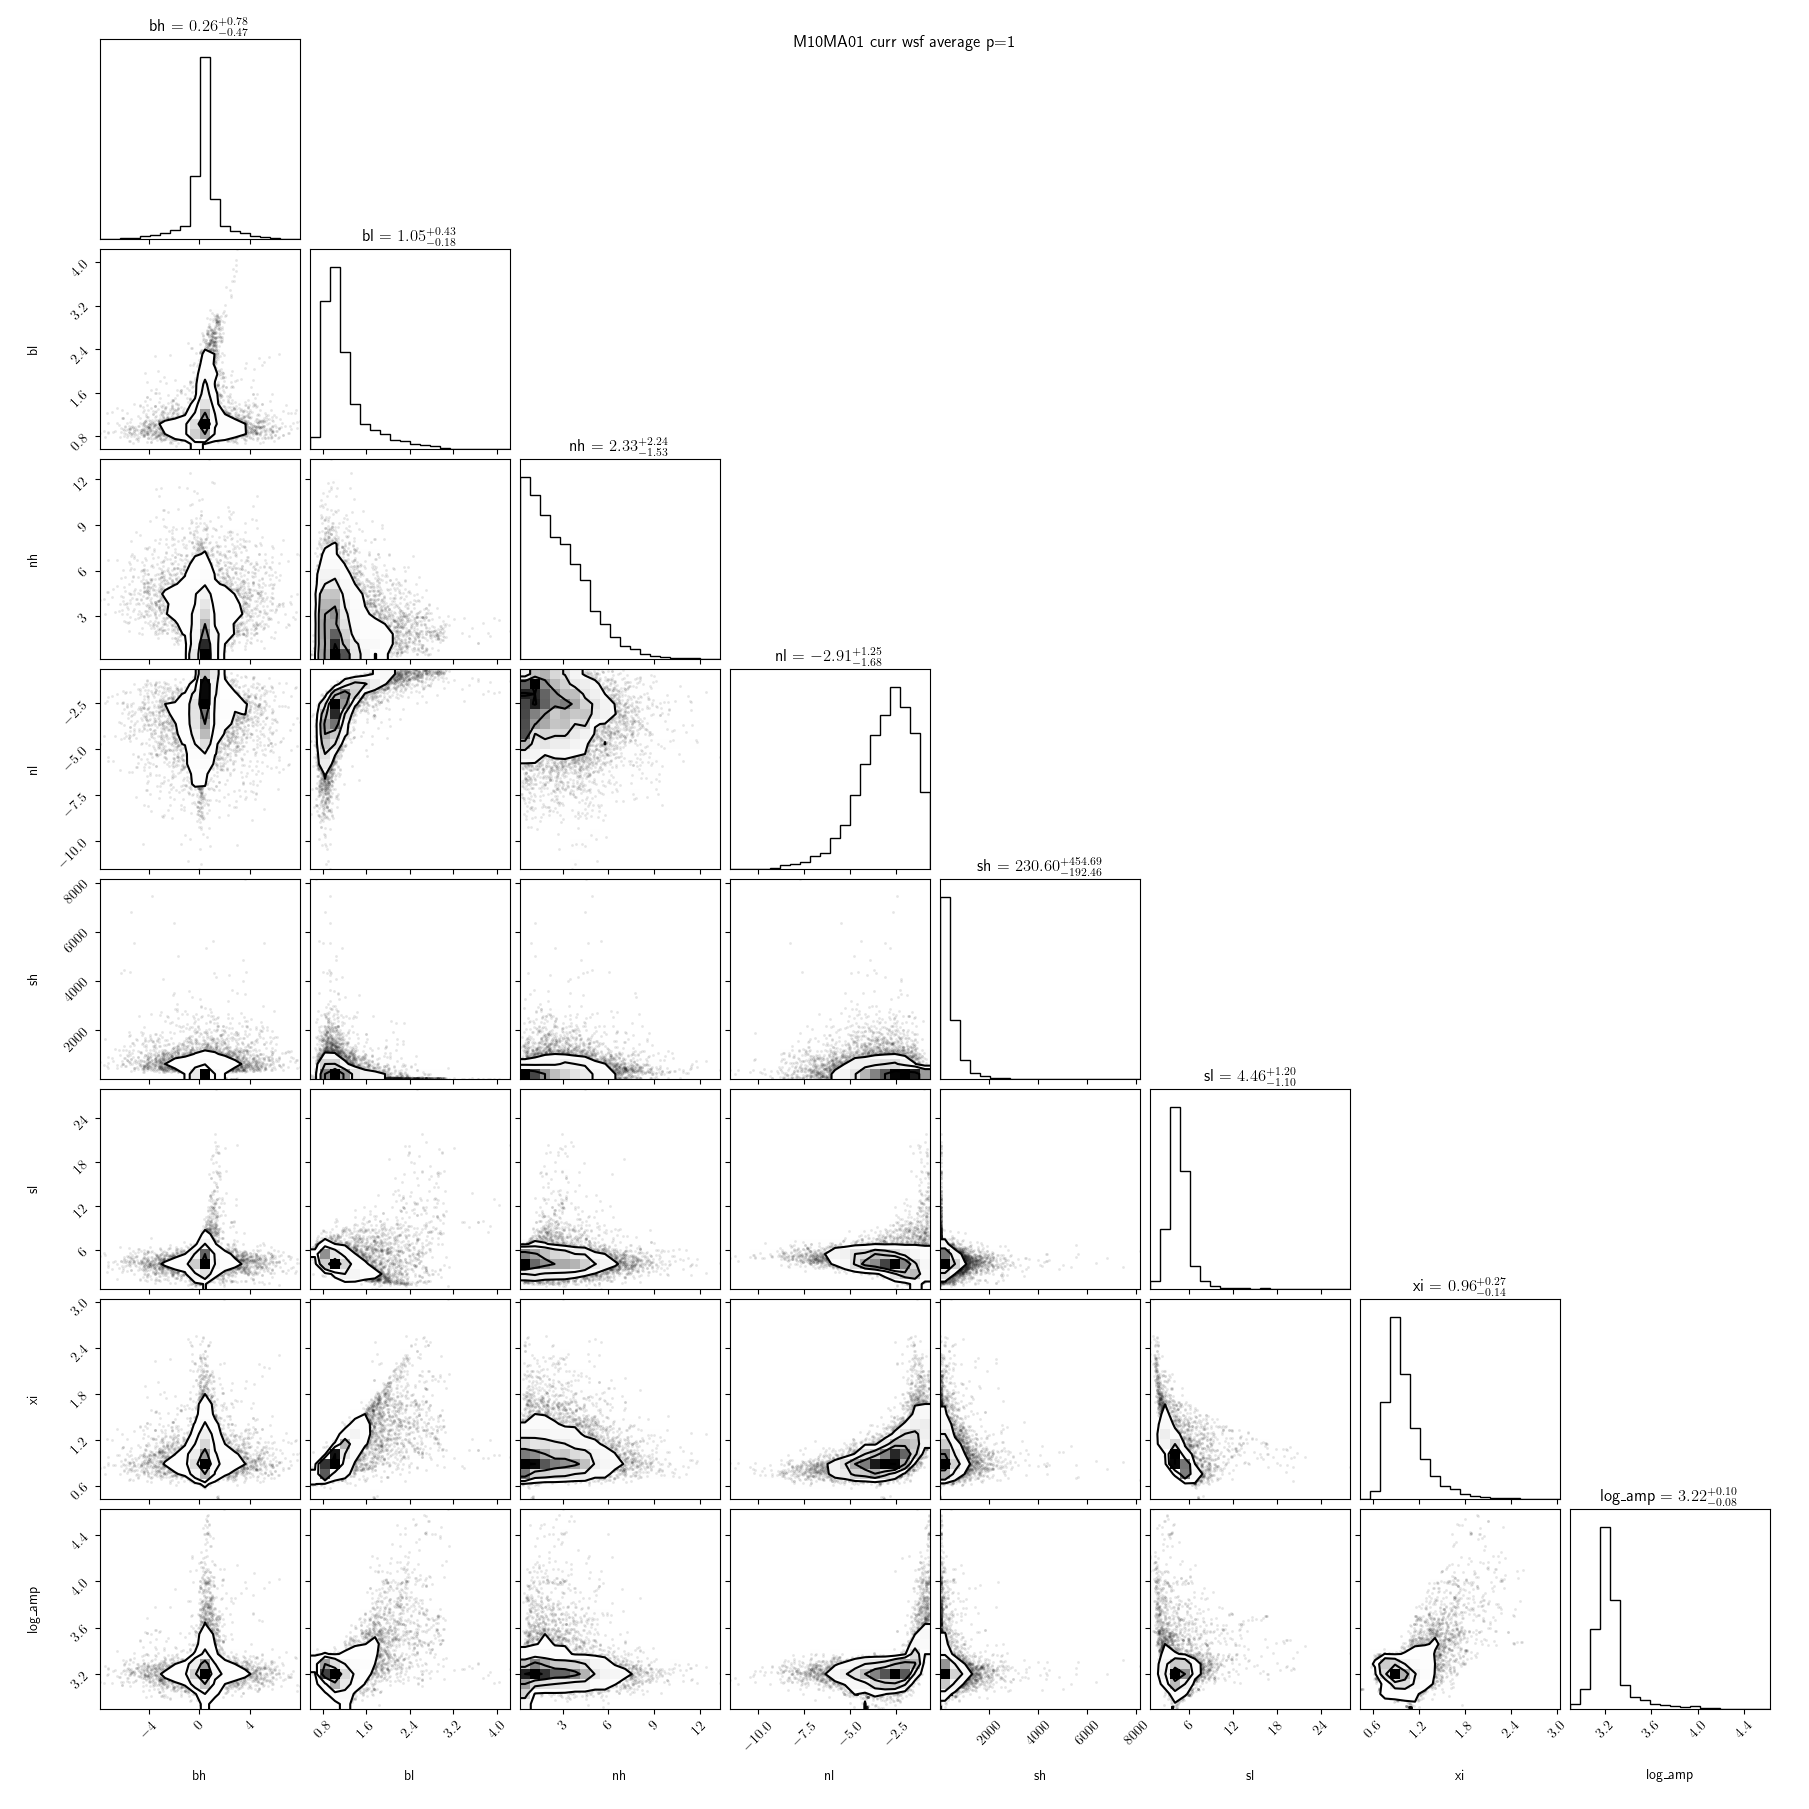 M10MA01 curr wsf average p=1
bh = 0.26^{+0.78}_{-0.47}
bl = 1.05^{+0.43}_{-0.18}
4.0
3.2
2.4
1.6
0.8
bl
nh = 2.33^{+2.24}_{-1.53}
12
9
6
3
nh
nl = −2.91^{+1.25}_{-1.68}
−2.5
−5.0
−7.5
−10.0
nl
sh = 230.60^{+454.69}_{-192.46}
8000
6000
4000
2000
sh
sl = 4.46^{+1.20}_{-1.10}
24
18
12
6
sl
xi = 0.96^{+0.27}_{-0.14}
3.0
2.4
1.8
1.2
0.6
xi
log_amp = 3.22^{+0.10}_{-0.08}
4.4
4.0
3.6
3.2
log_amp
−4 0 4 0.8 1.6 2.4 3.2 4.0 3 6 9 12 −10.0 −7.5 −5.0 −2.5 2000 4000 6000 8000 6 12 18 24 0.6 1.2 1.8 2.4 3.0 3.2 3.6 4.0 4.4
bh bl nh nl sh sl xi log_amp